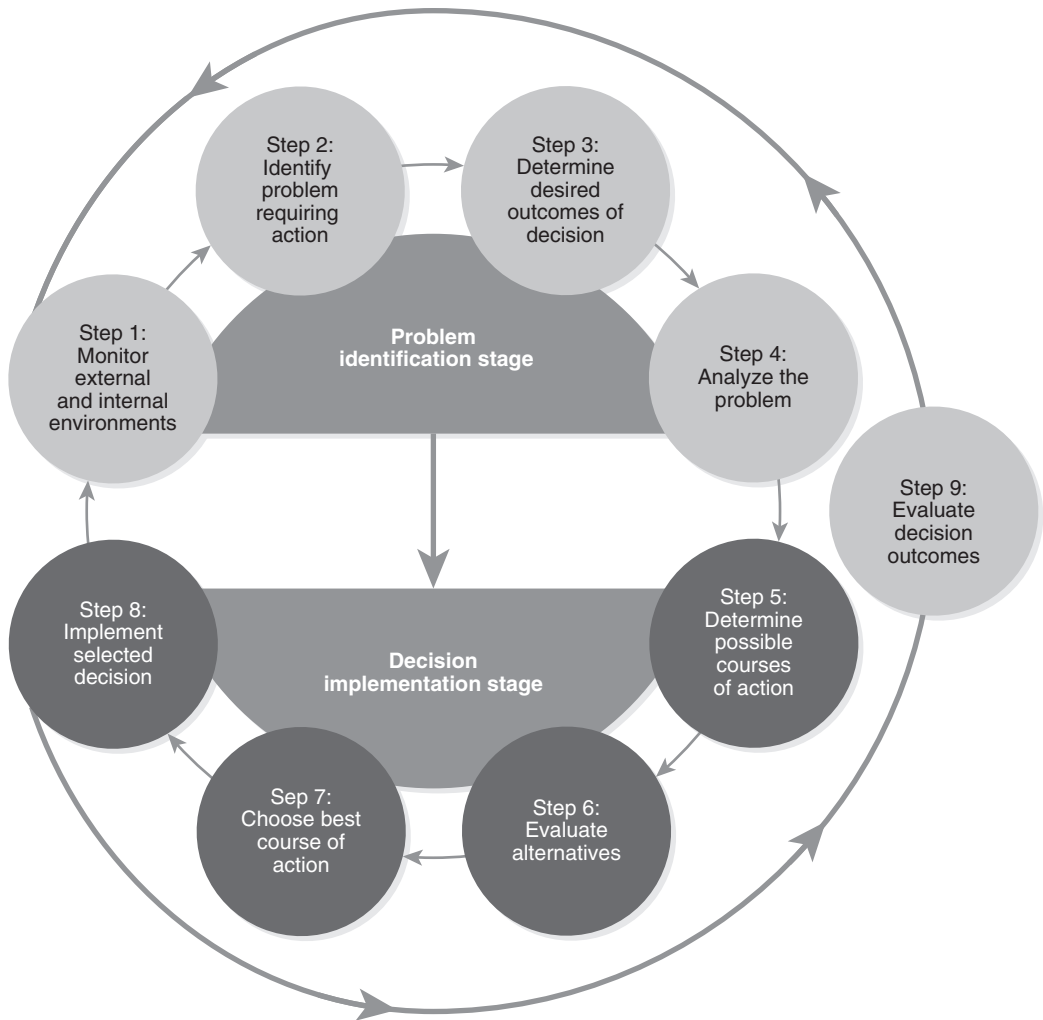 Step 1:
Monitor
external
and internal
environments
Step 2:
Identify
problem
requiring
action
Step 3:
Determine
desired
outcomes of
decision
Step 4:
Analyze the
problem
Problem
identification stage
Step 5:
Determine
possible
courses
of action
Step 6:
Evaluate
alternatives
Sep 7:
Choose best
course of
action
Step 8:
Implement
selected
decision
Decision
implementation stage
Step 9:
Evaluate
decision
outcomes